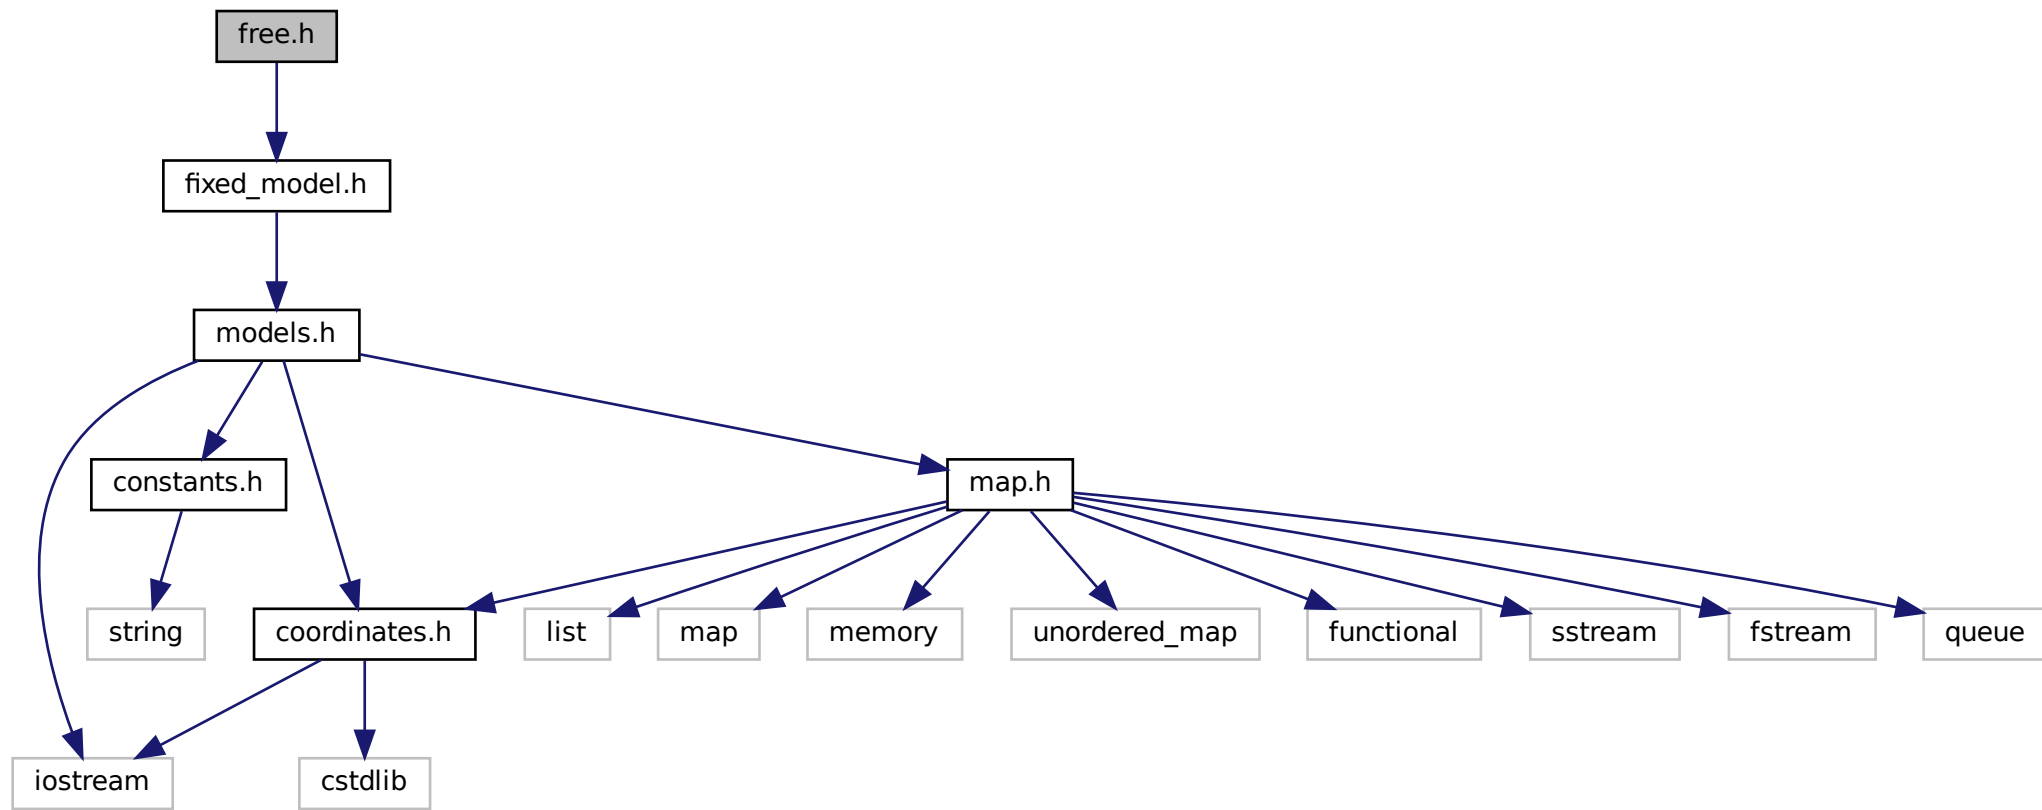 free.h
fixed_model.h
models.h
constants.h
map.h
string
coordinates.h
list
map
memory
unordered_map
functional
sstream
fstream
queue
iostream
cstdlib